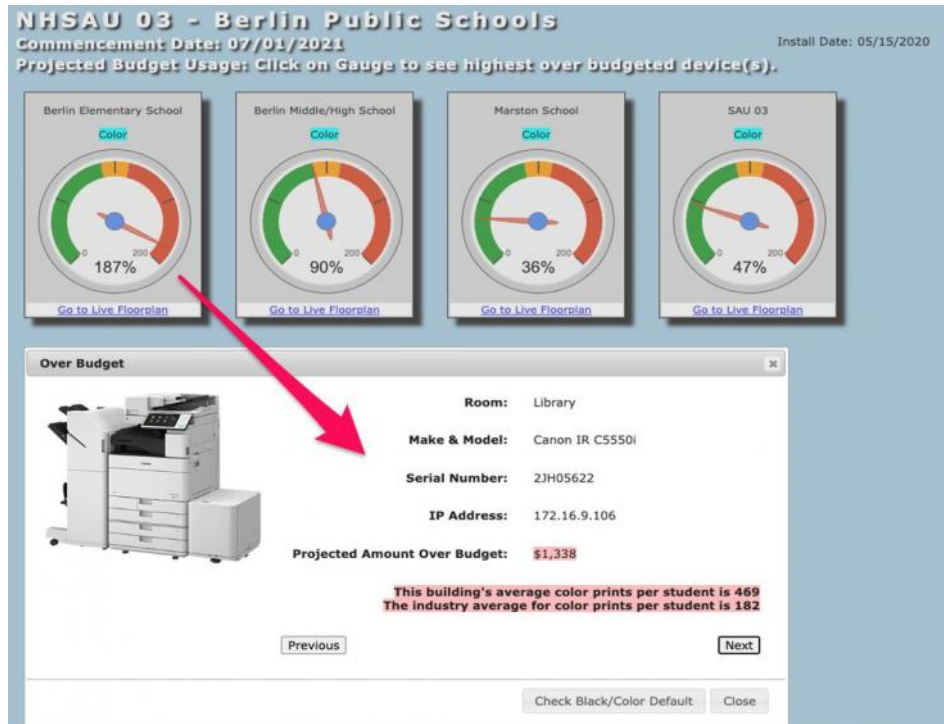 NHSAU 03 - Berlin Public Schools
Commencement Date: 07/01/2021
Install Date: 05/15/2020
Projected Budget Usage: Click on Gauge to see highest over budgeted device(s).
Berlin Elementary School
Color
0 200
187%
Go to Live Floorplan
Berlin Middle/High School
Color
0 200
90%
Go to Live Floorplan
Marston School
Color
0 200
36%
Go to Live Floorplan
SAU 03
Color
0 200
47%
Go to Live Floorplan
Over Budget
Room: Library
Make & Model: Canon IR C5550i
Serial Number: 2JH05622
IP Address: 172.16.9.106
Projected Amount Over Budget: $1,338
This building's average color prints per student is 469
The industry average for color prints per student is 182
Previous
Next
Check Black/Color Default
Close